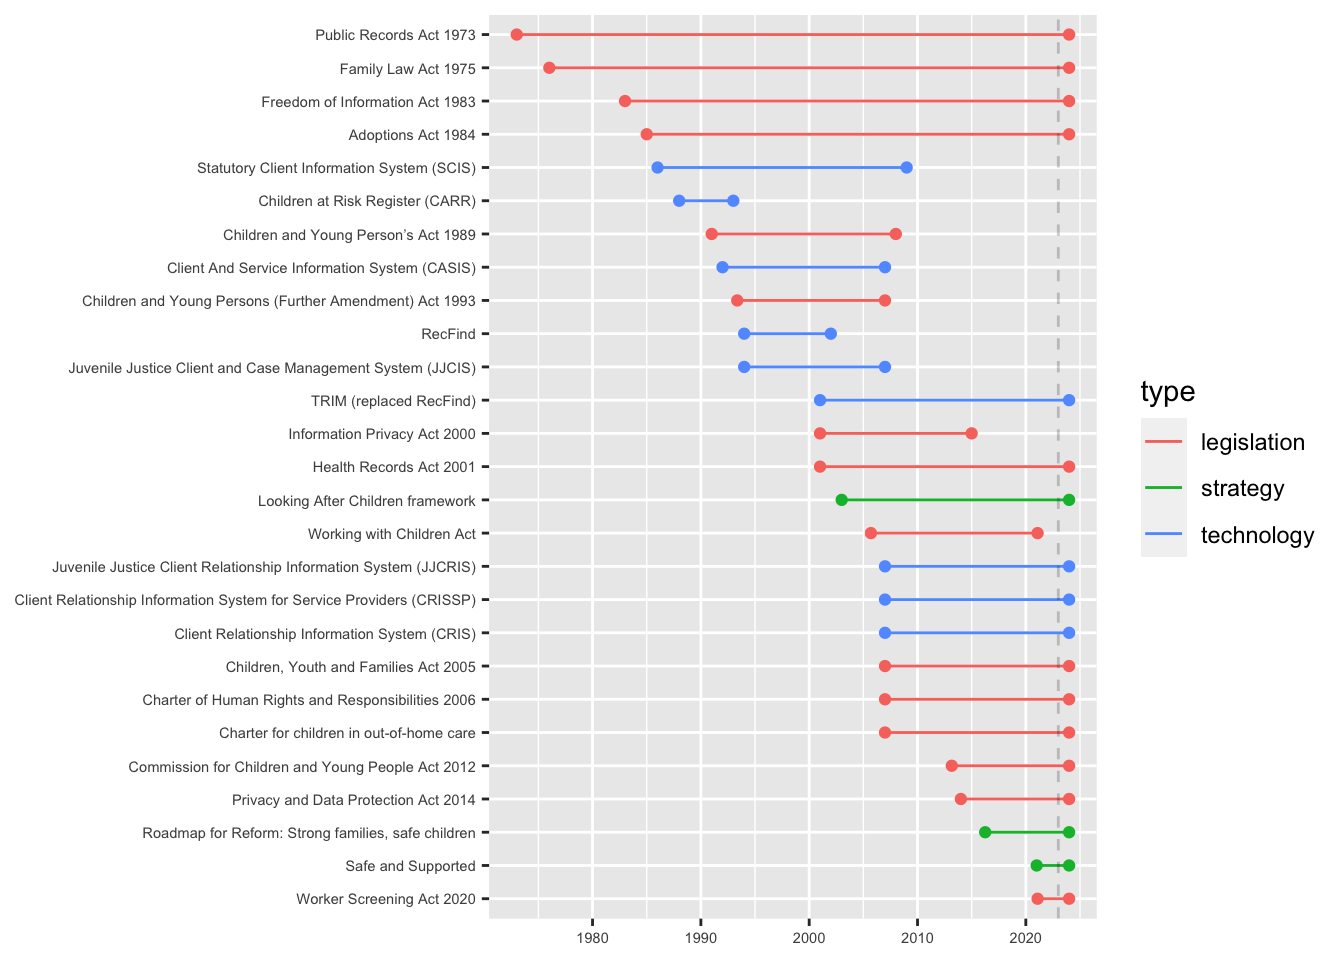 Public Records Act 1973
Family Law Act 1975
Freedom of Information Act 1983
Adoptions Act 1984
Statutory Client Information System (SCIS)
Children at Risk Register (CARR)
Children and Young Person’s Act 1989
Client And Service Information System (CASIS)
Children and Young Persons (Further Amendment) Act 1993
RecFind
Juvenile Justice Client and Case Management System (JJCIS)
TRIM (replaced RecFind)
Information Privacy Act 2000
Health Records Act 2001
Looking After Children framework
Working with Children Act
Juvenile Justice Client Relationship Information System (JJCRIS)
Client Relationship Information System for Service Providers (CRISSP)
Client Relationship Information System (CRIS)
Children, Youth and Families Act 2005
Charter of Human Rights and Responsibilities 2006
Charter for children in out-of-home care
Commission for Children and Young People Act 2012
Privacy and Data Protection Act 2014
Roadmap for Reform: Strong families, safe children
Safe and Supported
Worker Screening Act 2020
1980 1990 2000 2010 2020
type
legislation
strategy
technology